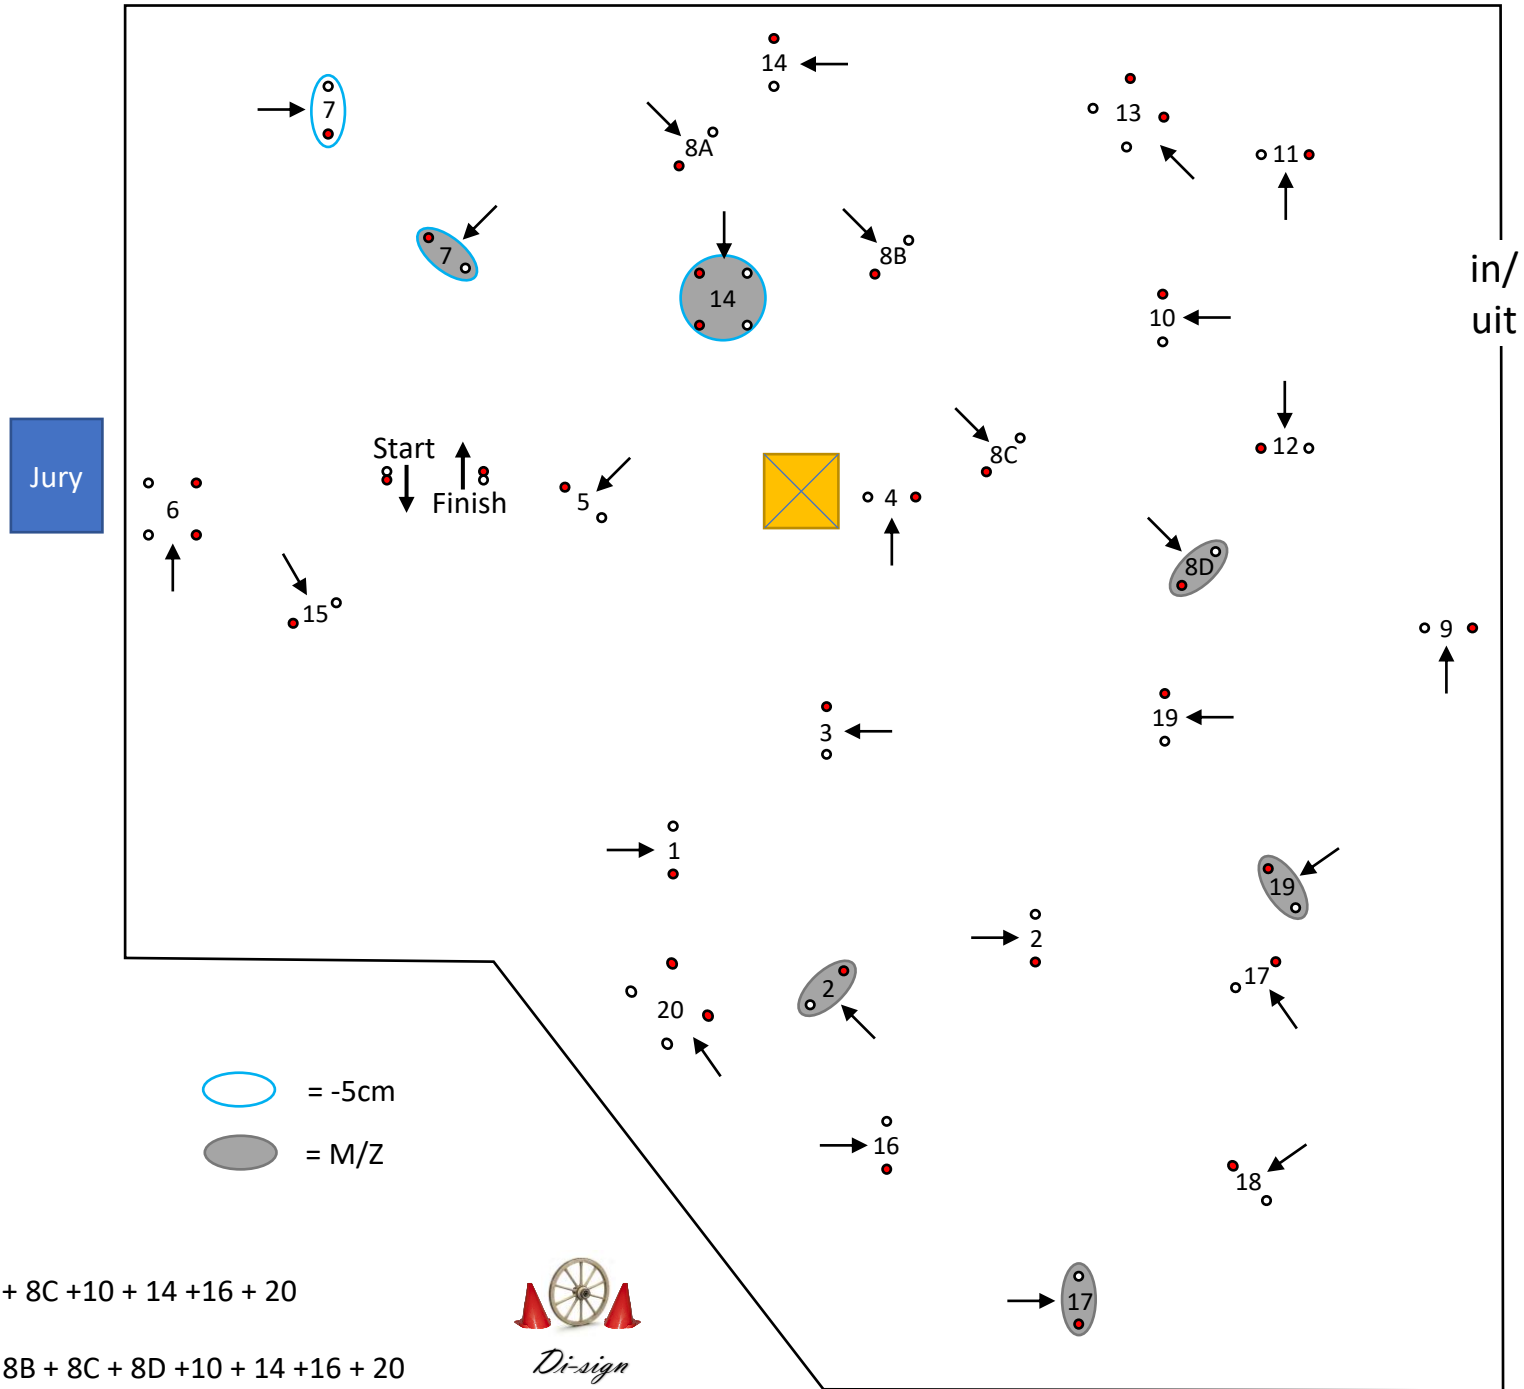 14
7
13
8A
11
7
8B
in/
uit
14
10
Start
12
8C
Jury
4
Finish
5
6
8D
15
9
19
3
1
19
2
17
2
20
= -5cm
16
= M/Z
18
+ 8C +10 + 14 +16 + 20
17
8B + 8C + 8D +10 + 14 +16 + 20
Di-sign